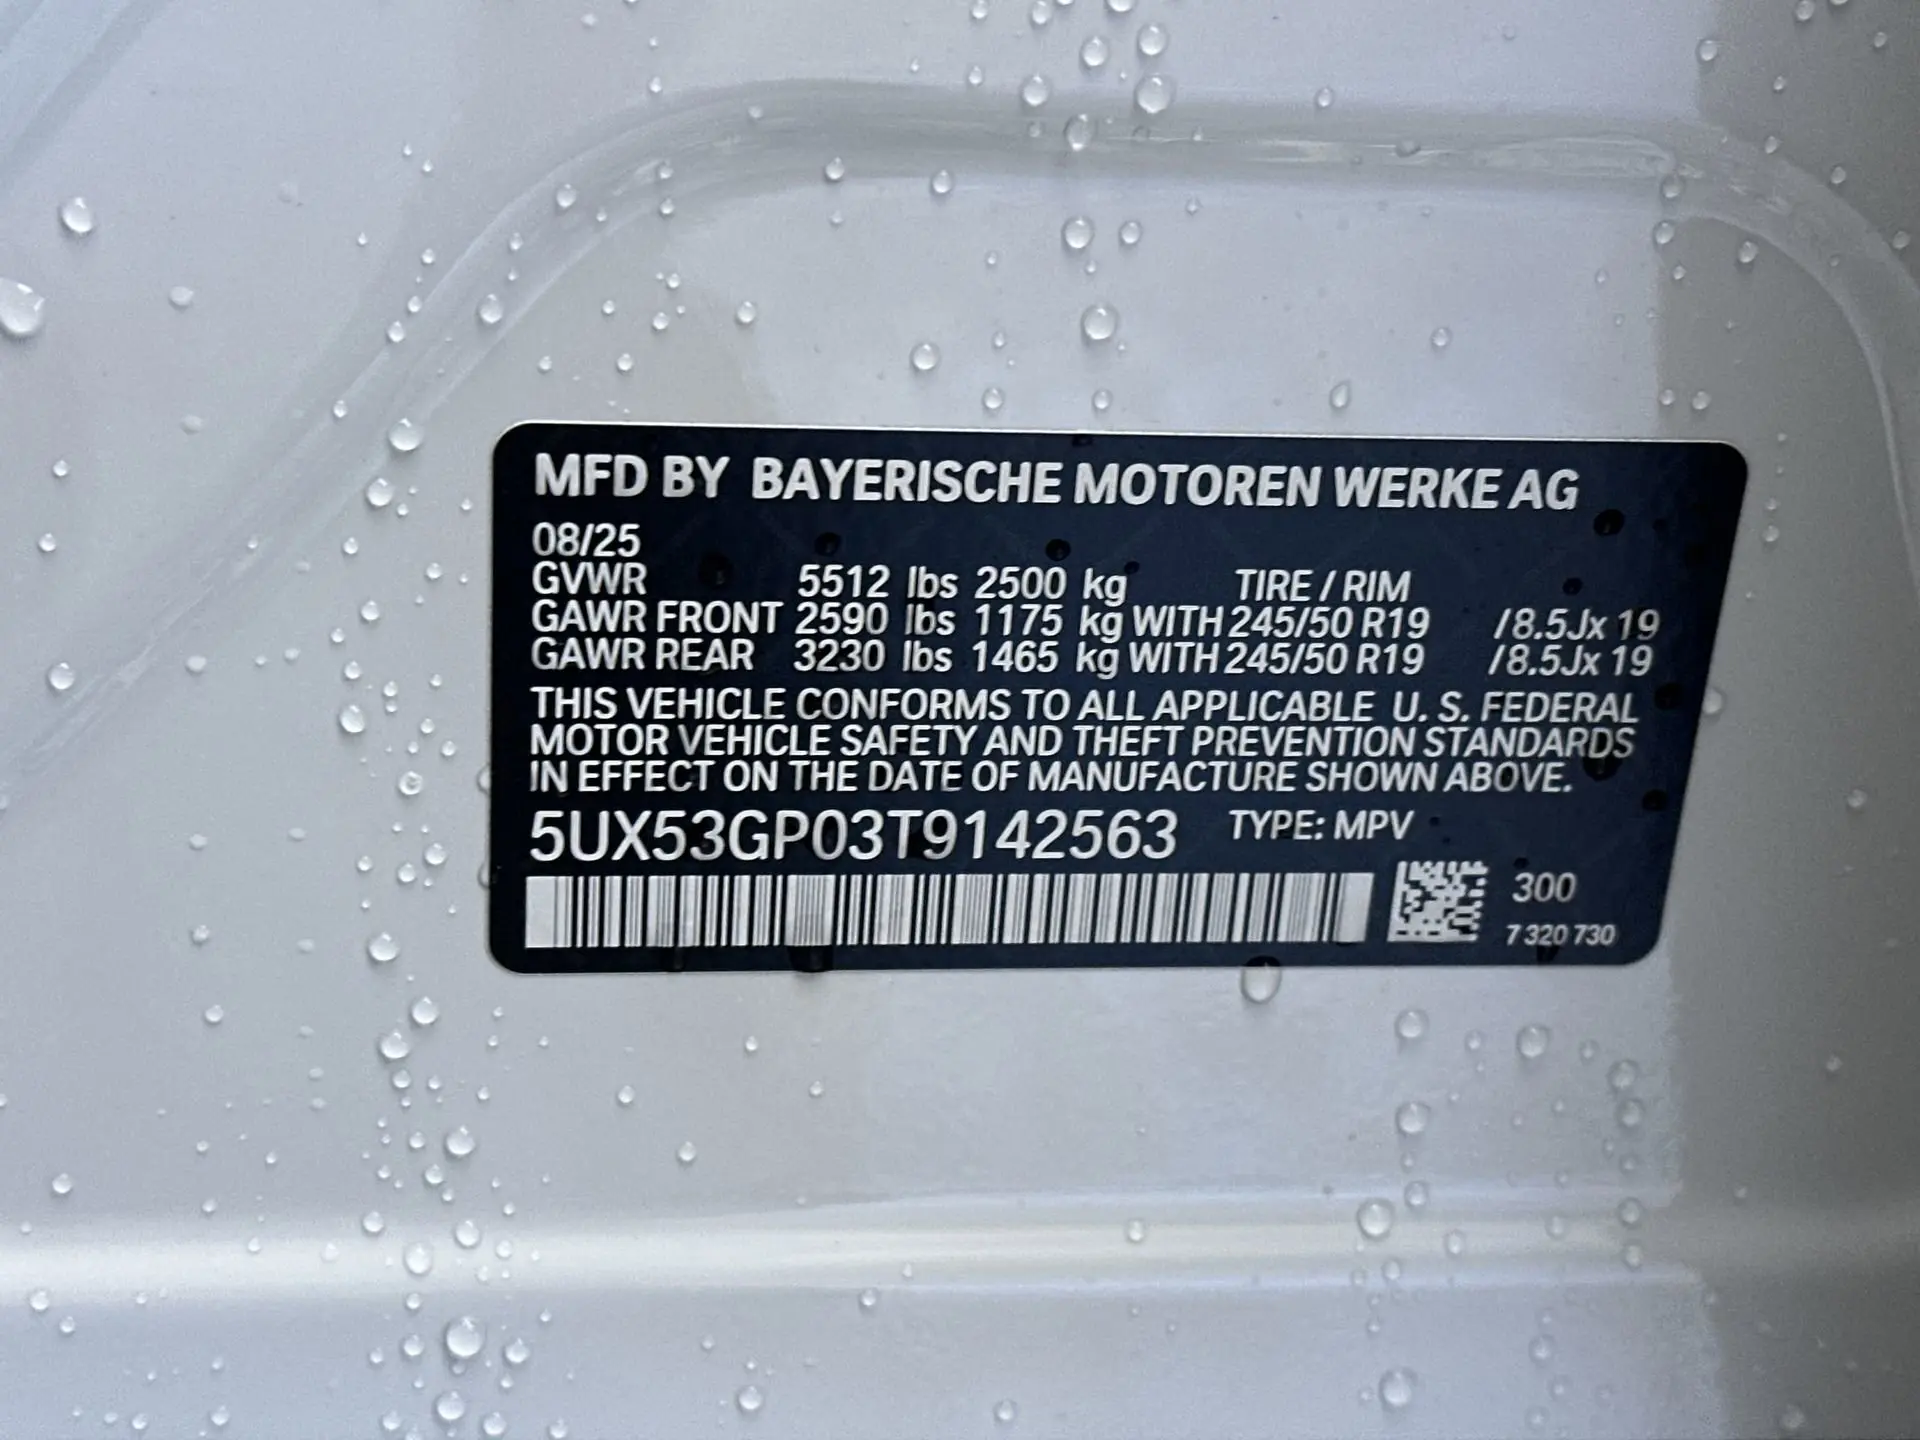 MFD BY BAYERISCHE MOTOREN WERKE AG
08/25
GVWR 5512 lbs 2500 kg TIRE / RIM
GAWR FRONT 2590 lbs 1175 kg WITH 245/50 R19 /8.5Jx 19
GAWR REAR 3230 lbs 1465 kg WITH 245/50 R19 /8.5Jx 19
THIS VEHICLE CONFORMS TO ALL APPLICABLE U. S. FEDERAL
MOTOR VEHICLE SAFETY AND THEFT PREVENTION STANDARDS
IN EFFECT ON THE DATE OF MANUFACTURE SHOWN ABOVE.
5UX53GP03T9142563 TYPE: MPV
300
7 320 730